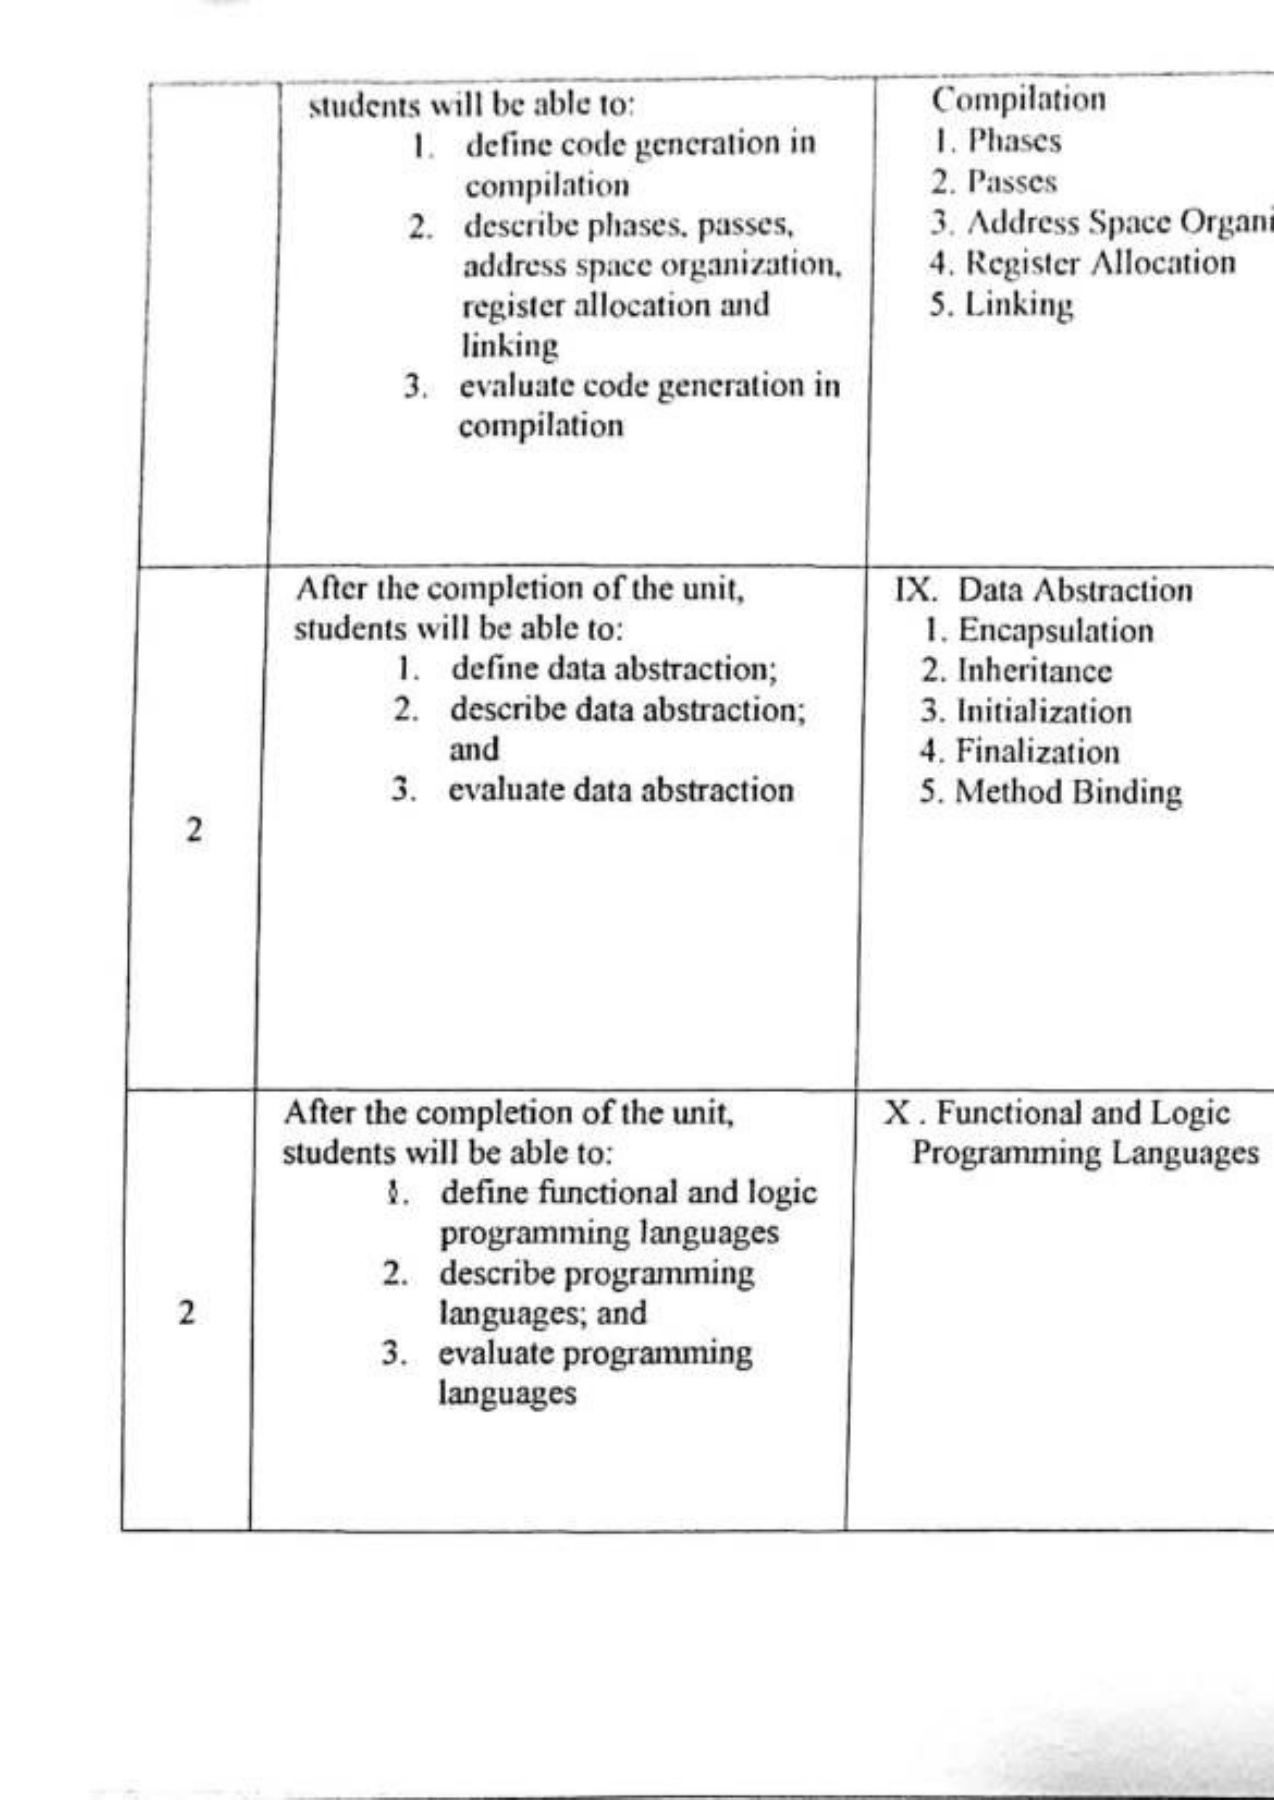 students will be able to:
1. define code generation in
compilation
2. describe phases, passes,
address space organization,
register allocation and
linking
3. evaluate code generation in
compilation
Compilation
1. Phases
2. Passes
3. Address Space Organi
4. Register Allocation
5. Linking
2
After the completion of the unit,
students will be able to:
1. define data abstraction;
2. describe data abstraction;
and
3. evaluate data abstraction
IX. Data Abstraction
1. Encapsulation
2. Inheritance
3. Initialization
4. Finalization
5. Method Binding
2
After the completion of the unit,
students will be able to:
1. define functional and logic
programming languages
2. describe programming
languages; and
3. evaluate programming
languages
X . Functional and Logic
Programming Languages